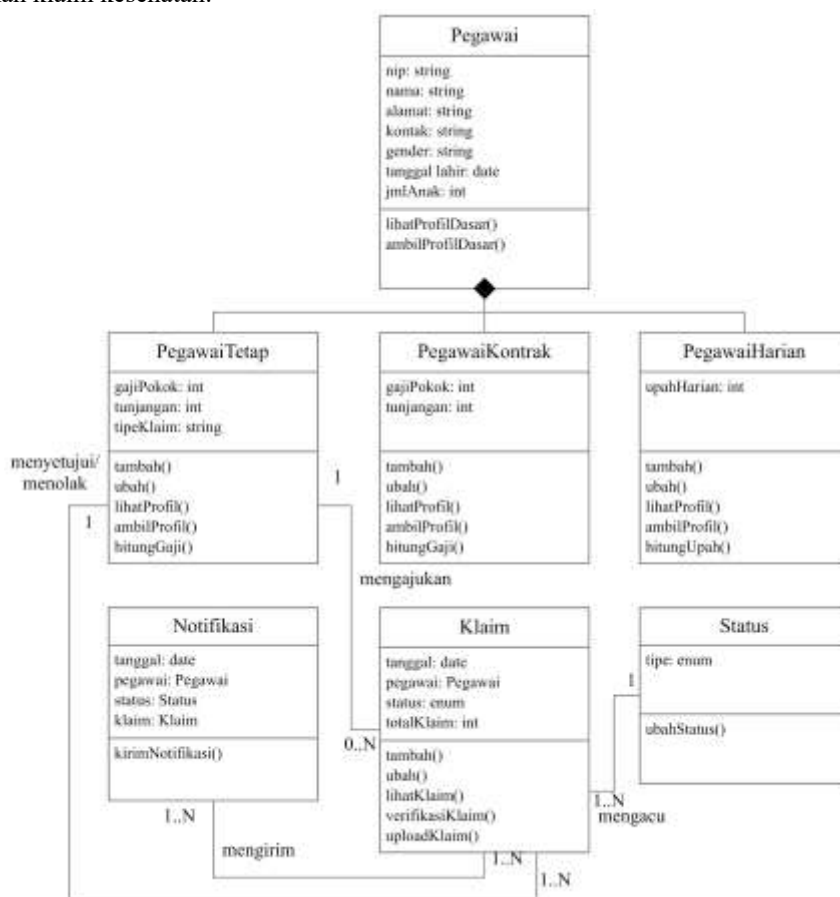 Pegawai
nip: string
nama: string
alamat: string
kontak: string
gender: string
tanggal lahir: date
jmlAnak: int
lihatProfilDasar()
ambilProfilDasar()
PegawaiTetap
gajiPokok: int
tunjangan: int
tipeKlaim: string
tambah()
ubah()
lihatProfil()
ambilProfil()
hitungGaji()
PegawaiKontrak
gajiPokok: int
tunjangan: int
tambah()
ubah()
lihatProfil()
ambilProfil()
hitungGaji()
PegawaiHarian
upahHarian: int
tambah()
ubah()
lihatProfil()
ambilProfil()
hitungUpah()
menyetujui/
menolak
1
1
mengajukan
Notifikasi
tanggal: date
pegawai: Pegawai
status: Status
klaim: Klaim
kirimNotifikasi()
Klaim
tanggal: date
pegawai: Pegawai
status: enum
totalKlaim: int
tambah()
ubah()
lihatKlaim()
verifikasiKlaim()
uploadKlaim()
Status
tipe: enum
ubahStatus()
1
0..N
1..N
mengacu
1..N
mengirim
1..N
1..N